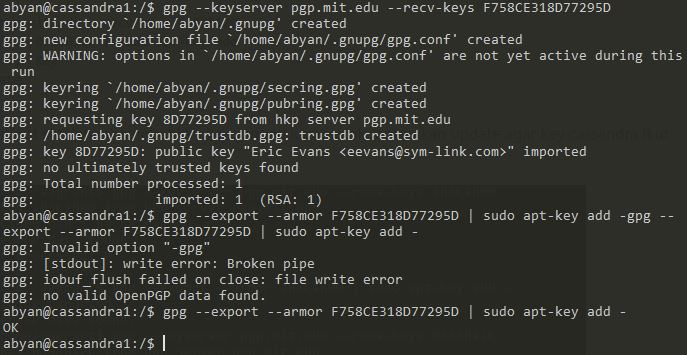 abyan@cassandra1:/$ gpg --keyserver pgp.mit.edu --recv-keys F758CE318D77295D
gpg: directory `/home/abyan/.gnupg' created
gpg: new configuration file `/home/abyan/.gnupg/gpg.conf' created
gpg: WARNING: options in `/home/abyan/.gnupg/gpg.conf' are not yet active during this
 run
gpg: keyring `/home/abyan/.gnupg/secring.gpg' created
gpg: keyring `/home/abyan/.gnupg/pubring.gpg' created
gpg: requesting key 8D77295D from hkp server pgp.mit.edu
gpg: /home/abyan/.gnupg/trustdb.gpg: trustdb created
gpg: key 8D77295D: public key "Eric Evans <eevans@sym-link.com>" imported
gpg: no ultimately trusted keys found
gpg: Total number processed: 1
gpg:               imported: 1  (RSA: 1)
abyan@cassandra1:/$ gpg --export --armor F758CE318D77295D | sudo apt-key add -gpg --
export --armor F758CE318D77295D | sudo apt-key add -
gpg: Invalid option "-gpg"
gpg: [stdout]: write error: Broken pipe
gpg: iobuf_flush failed on close: file write error
gpg: no valid OpenPGP data found.
abyan@cassandra1:/$ gpg --export --armor F758CE318D77295D | sudo apt-key add -
OK
abyan@cassandra1:/$